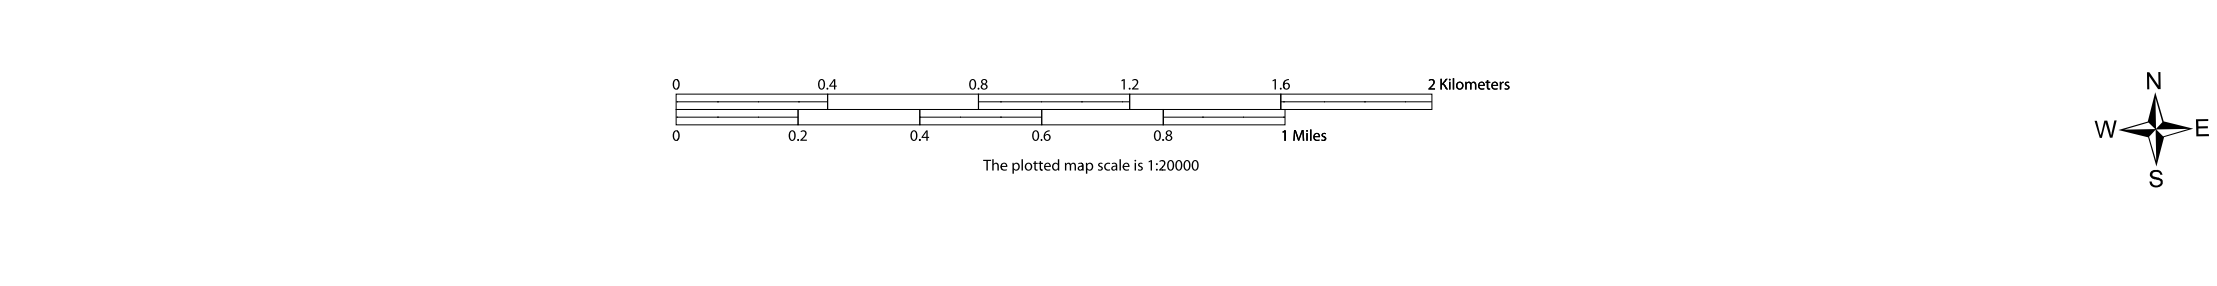 0 0.4 0.8 1.2 1.6 2 Kilometers
0 0.2 0.4 0.6 0.8 1 Miles
The plotted map scale is 1:20000
N
W E
S